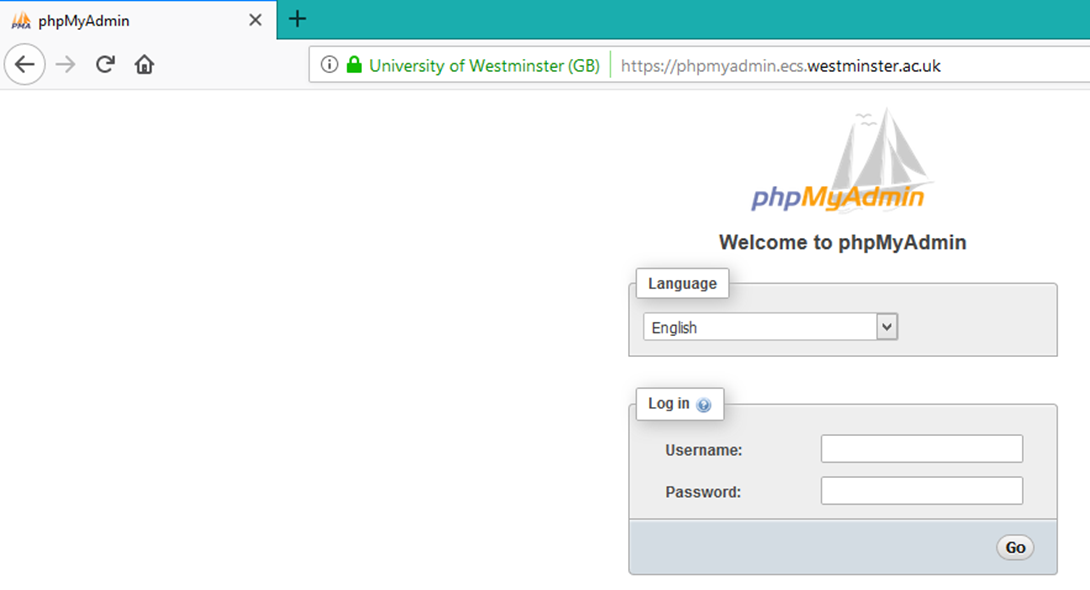 phpMyAdmin
University of Westminster (GB) https://phpmyadmin.ecs.westminster.ac.uk
phpMyAdmin
Welcome to phpMyAdmin
Language
English
Log in
Username:
Password:
Go